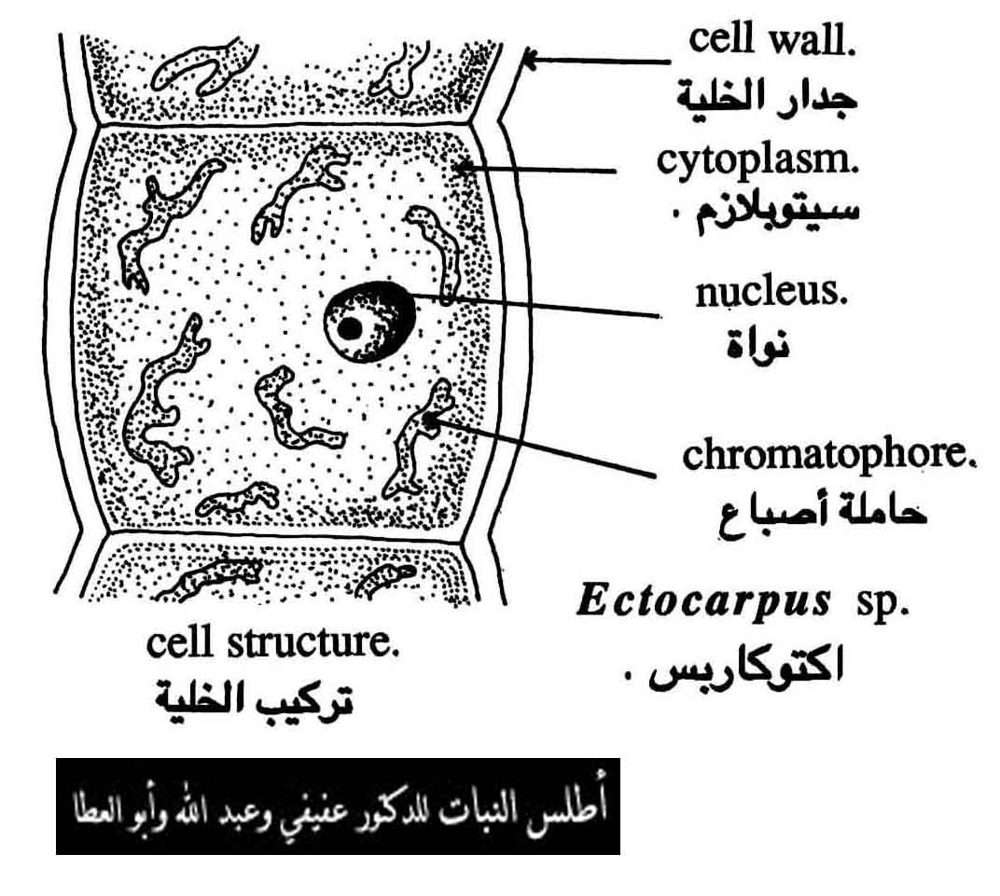 cell wall.
جدار الخلية
cytoplasm.
سيتوبلازم .
nucleus.
نواة
chromatophore.
حاملة أصباغ
Ectocarpus sp.
اكتوكاربس .
cell structure.
تركيب الخلية
أطلس النبات للدكتور عفيفي وعبد الله وأبو العطا